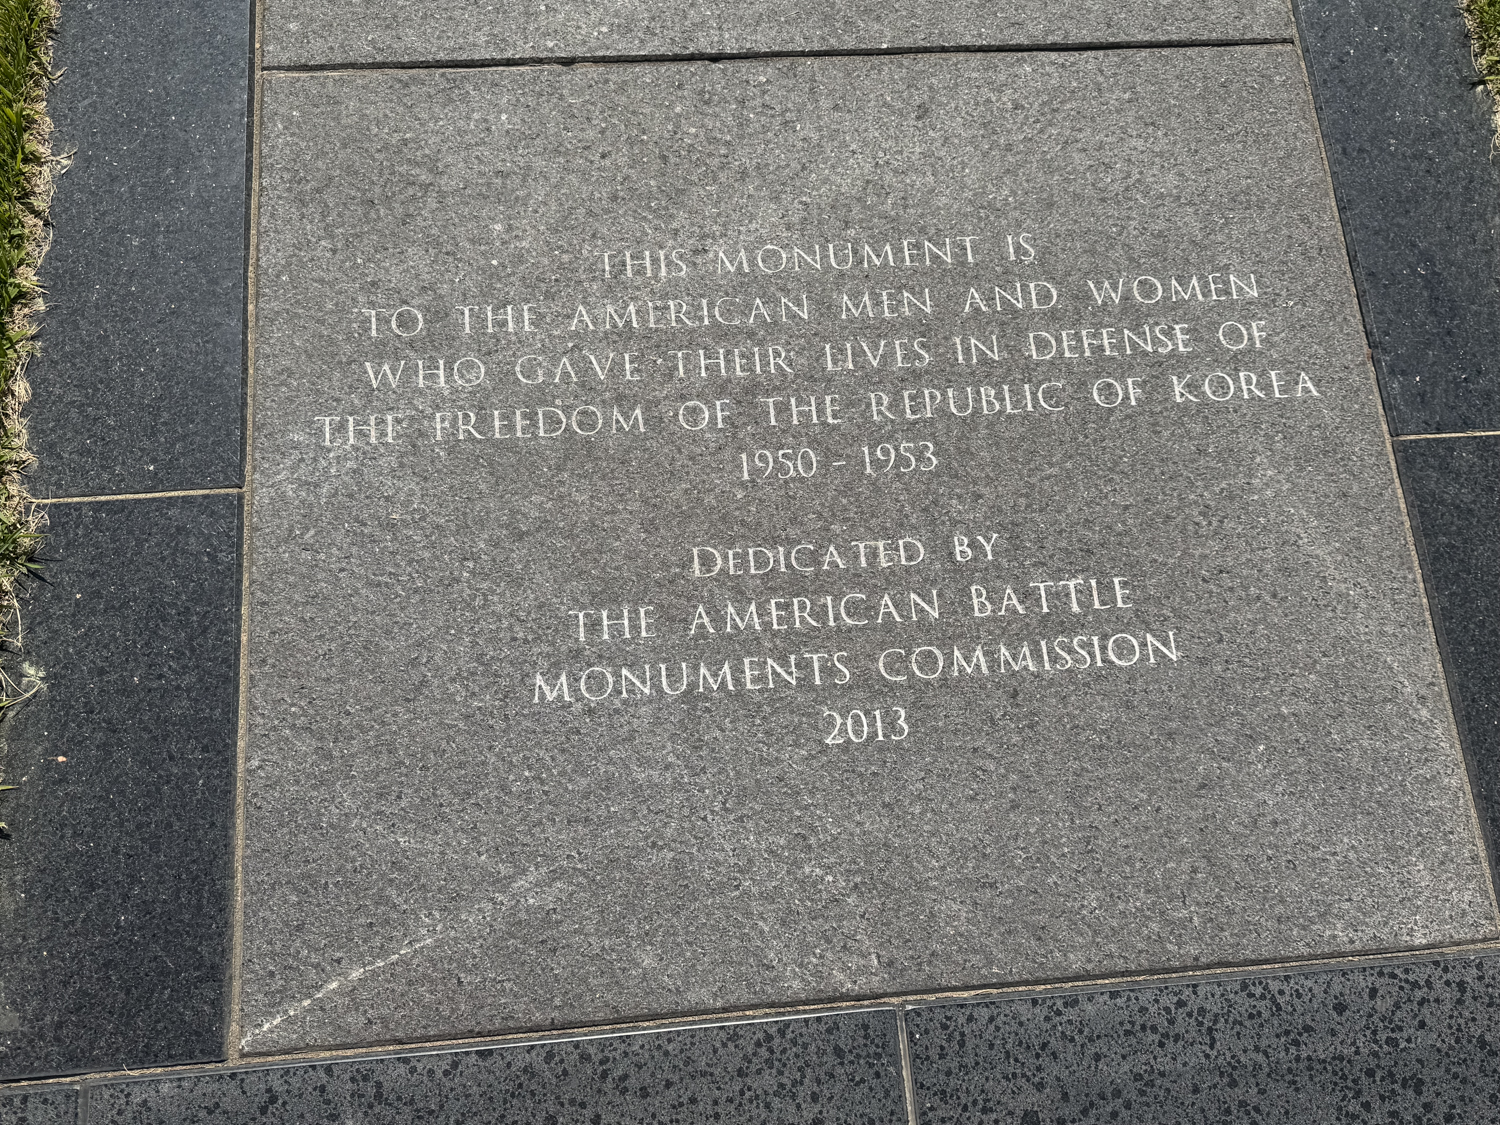 THIS MONUMENT IS
TO THE AMERICAN MEN AND WOMEN
WHO GAVE THEIR LIVES IN DEFENSE OF
THE FREEDOM OF THE REPUBLIC OF KOREA
1950 - 1953
DEDICATED BY
THE AMERICAN BATTLE
MONUMENTS COMMISSION
2013